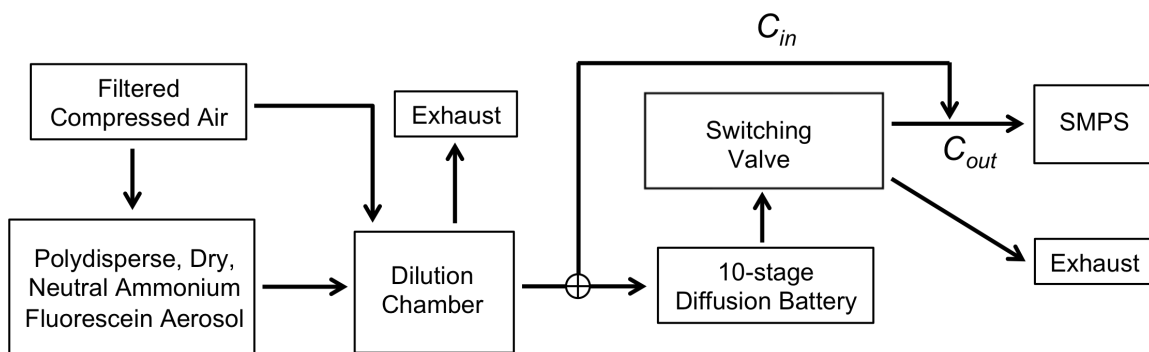 C_in
Filtered
Compressed Air
Exhaust
Switching
Valve
SMPS
C_out
Polydisperse, Dry,
Neutral Ammonium
Fluorescein Aerosol
Dilution
Chamber
10-stage
Diffusion Battery
Exhaust